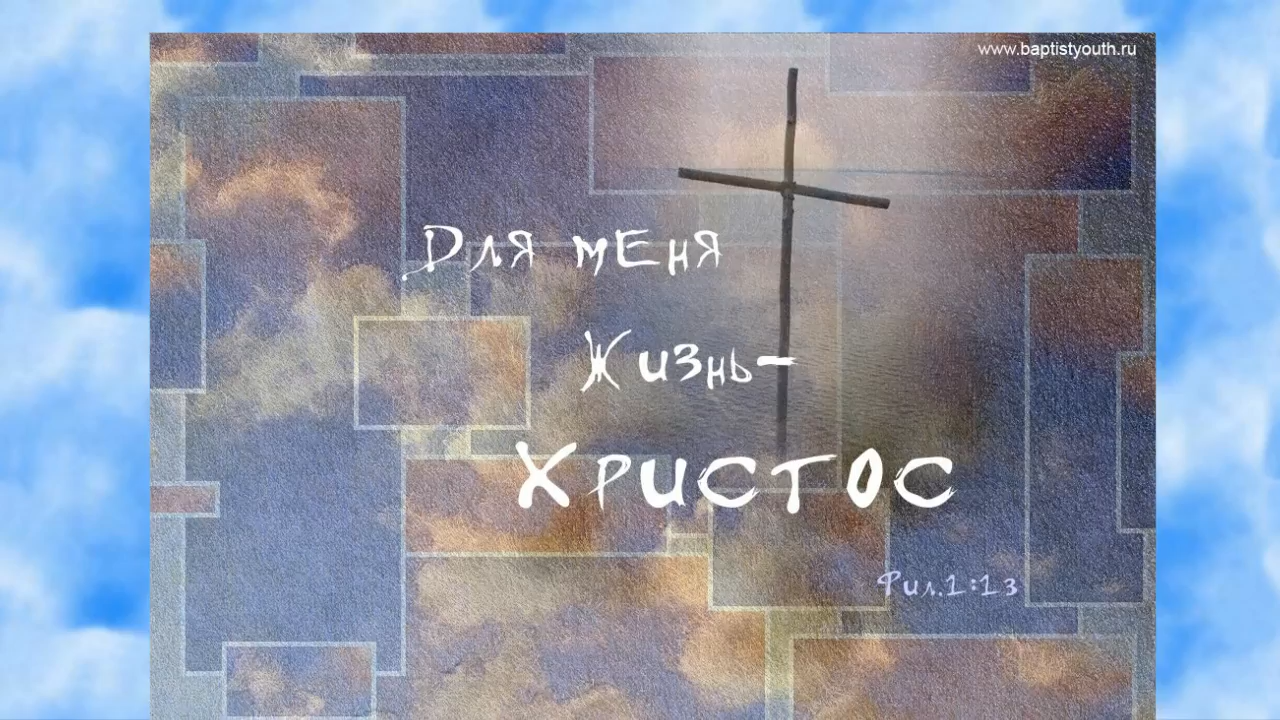 www.baptistyouth.ru
Для меня
Жизнь-
Христос
Фил.1:13